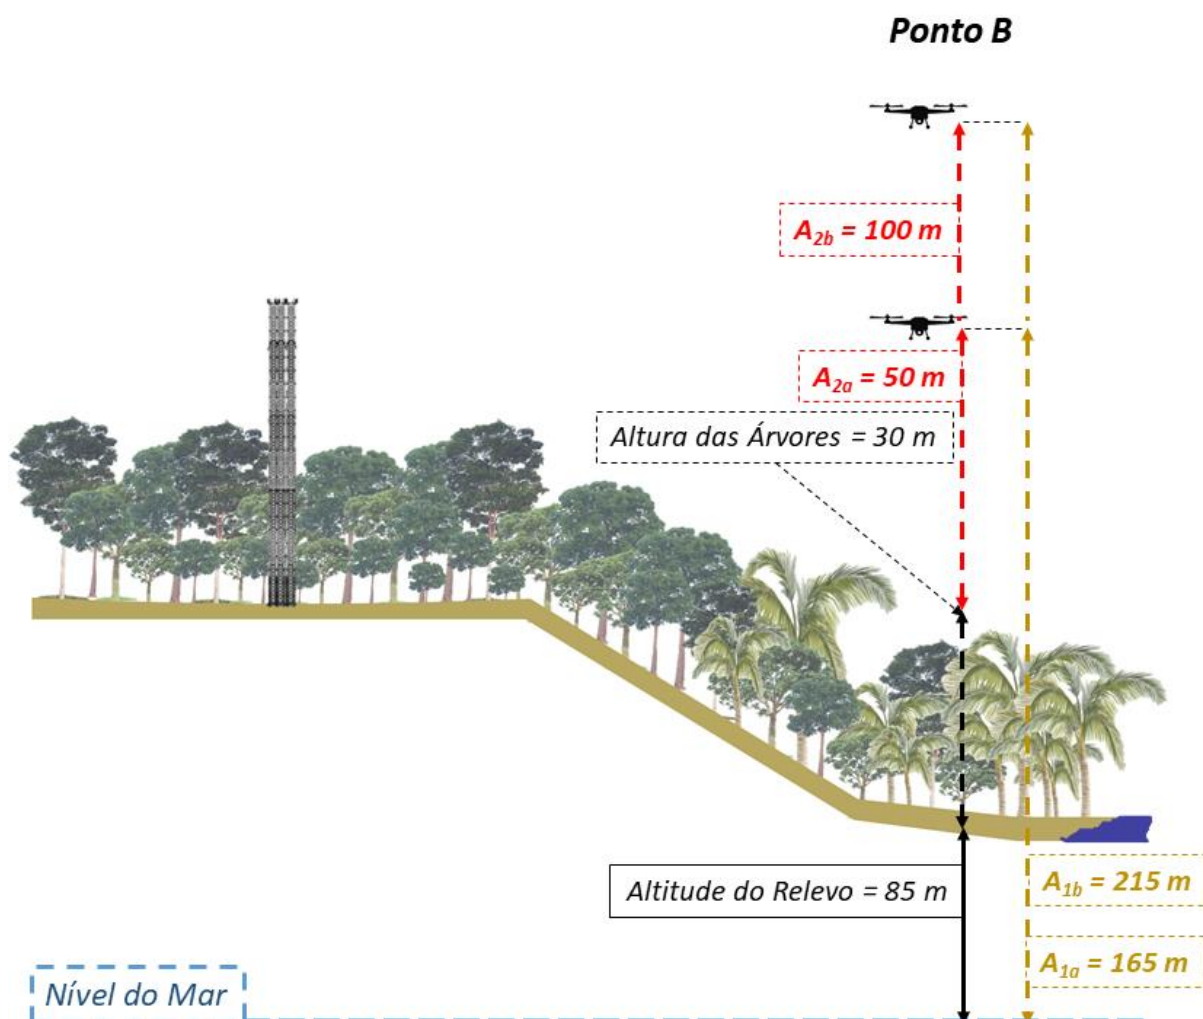 Ponto B
A2b = 100 m
A2a = 50 m
Altura das Árvores = 30 m
Altitude do Relevo = 85 m
A1b = 215 m
A1a = 165 m
Nível do Mar